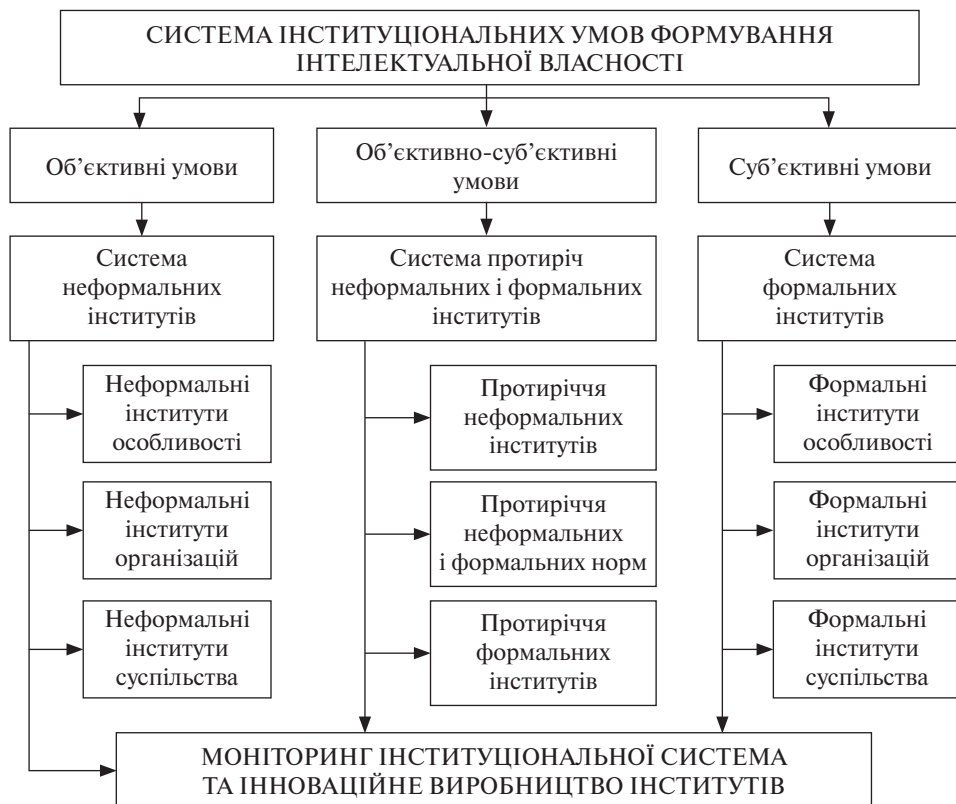 СИСТЕМА ІНСТИТУЦІОНАЛЬНИХ УМОВ ФОРМУВАННЯ
ІНТЕЛЕКТУАЛЬНОЇ ВЛАСНОСТІ
Об’єктивні умови
Об’єктивно-суб’єктивні
умови
Суб’єктивні умови
Система
неформальних
інститутів
Система протиріч
неформальних і формальних
інститутів
Система
формальних
інститутів
Неформальні
інститути
особливості
Протиріччя
неформальних
інститутів
Формальні
інститути
особливості
Неформальні
інститути
організацій
Протиріччя
неформальних
і формальних норм
Формальні
інститути
організацій
Неформальні
інститути
суспільства
Протиріччя
формальних
інститутів
Формальні
інститути
суспільства
МОНІТОРИНГ ІНСТИТУЦІОНАЛЬНОЇ СИСТЕМА
ТА ІННОВАЦІЙНЕ ВИРОБНИЦТВО ІНСТИТУТІВ